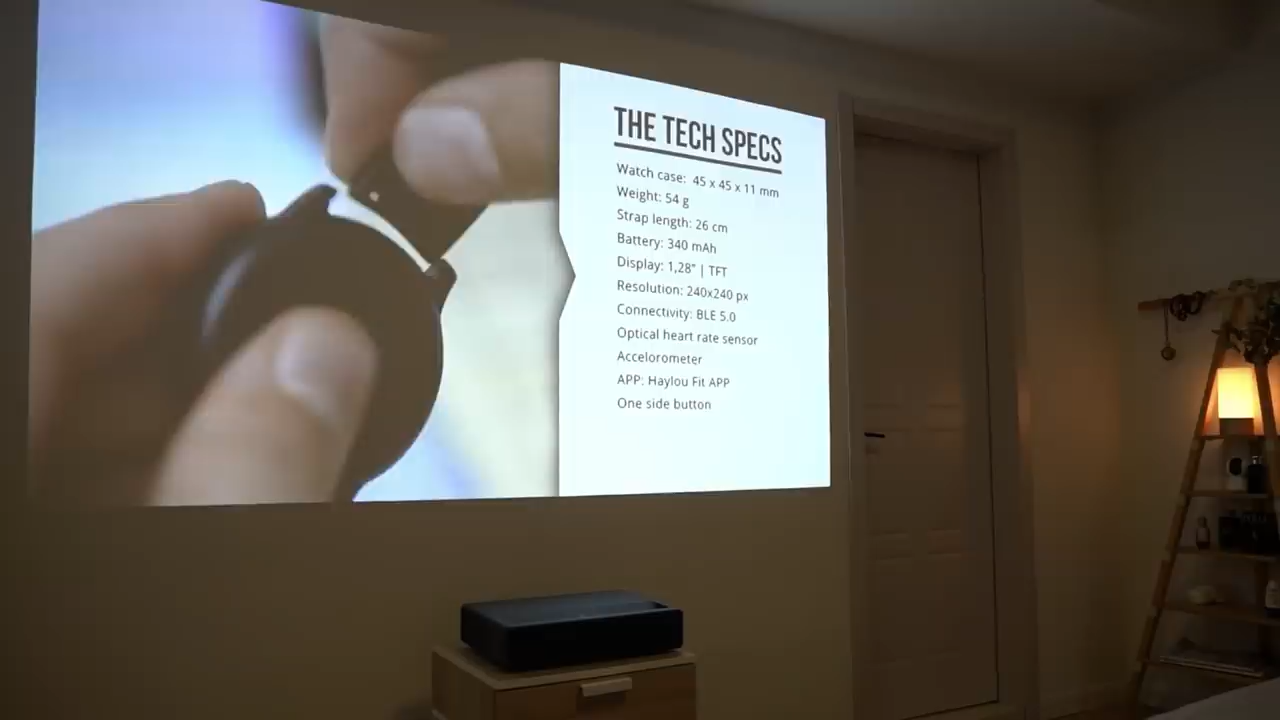 THE TECH SPECS
Watch case: 45 x 45 x 11 mm
Weight: 54 g
Strap length: 26 cm
Battery: 340 mAh
Display: 1,28" | TFT
Resolution: 240x240 px
Connectivity: BLE 5.0
Optical heart rate sensor
Accelorometer
APP: Haylou Fit APP
One side button